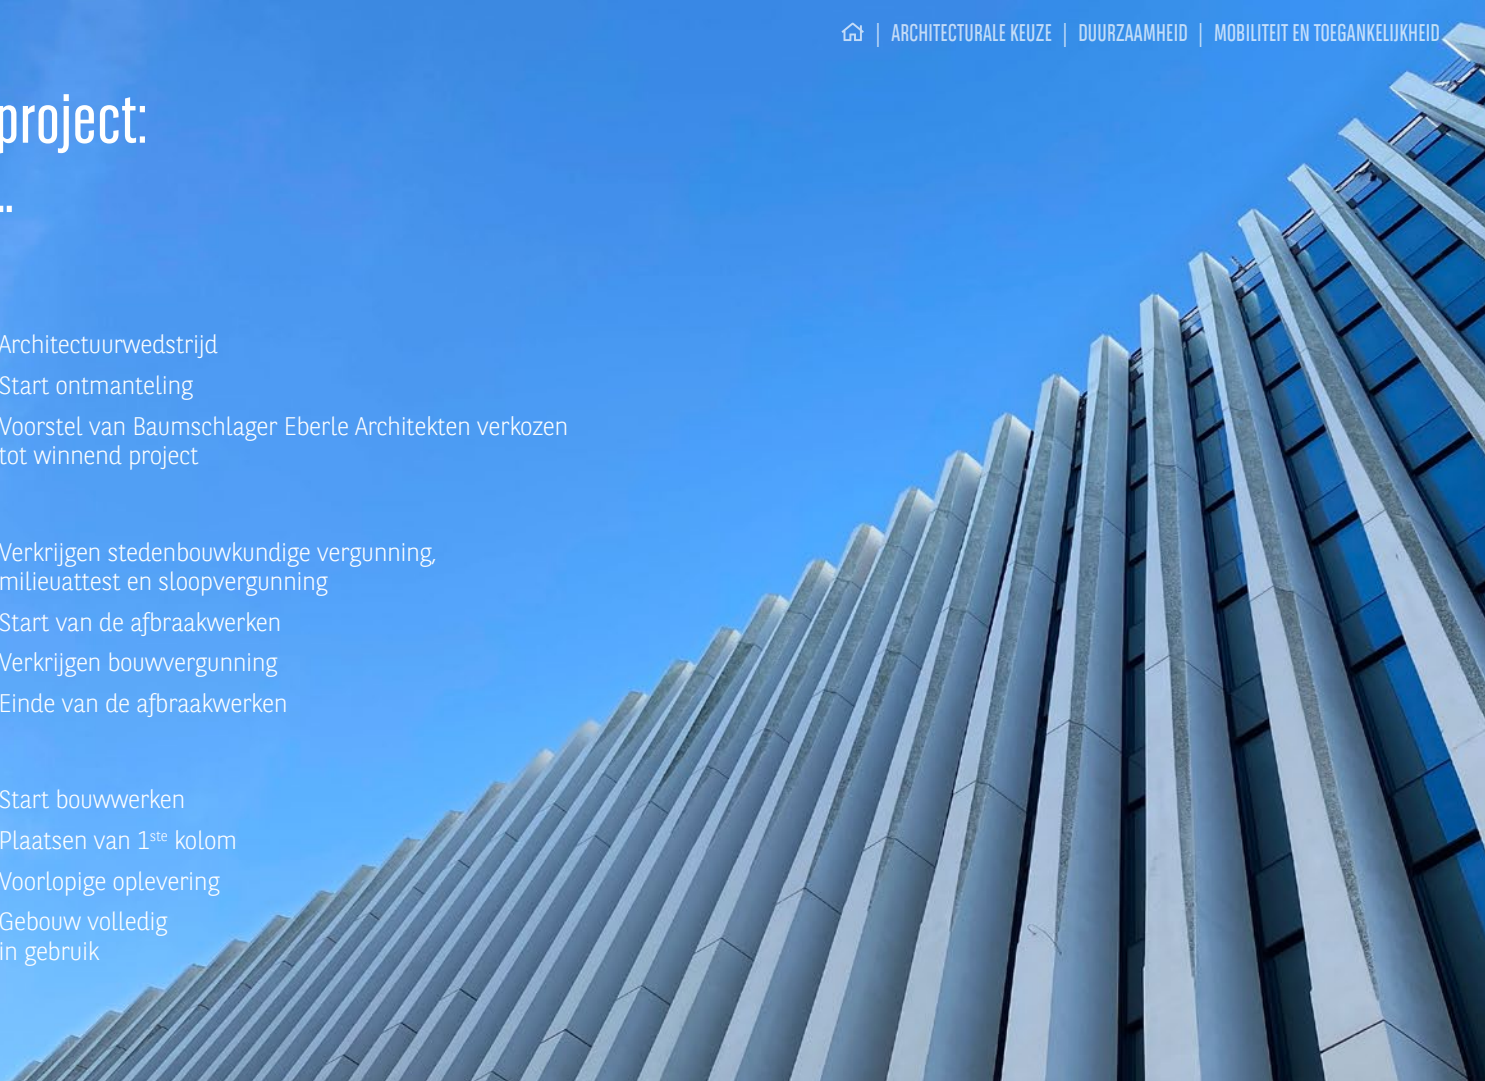 | ARCHITECTURALE KEUZE | DUURZAAMHEID | MOBILITEIT EN TOEGANKELIJKHEID
project:
..
Architectuurwedstrijd
Start ontmanteling
Voorstel van Baumschlager Eberle Architekten verkozen
tot winnend project
Verkrijgen stedenbouwkundige vergunning,
milieuattest en sloopvergunning
Start van de afbraakwerken
Verkrijgen bouwvergunning
Einde van de afbraakwerken
Start bouwwerken
Plaatsen van 1ste kolom
Voorlopige oplevering
Gebouw volledig
in gebruik